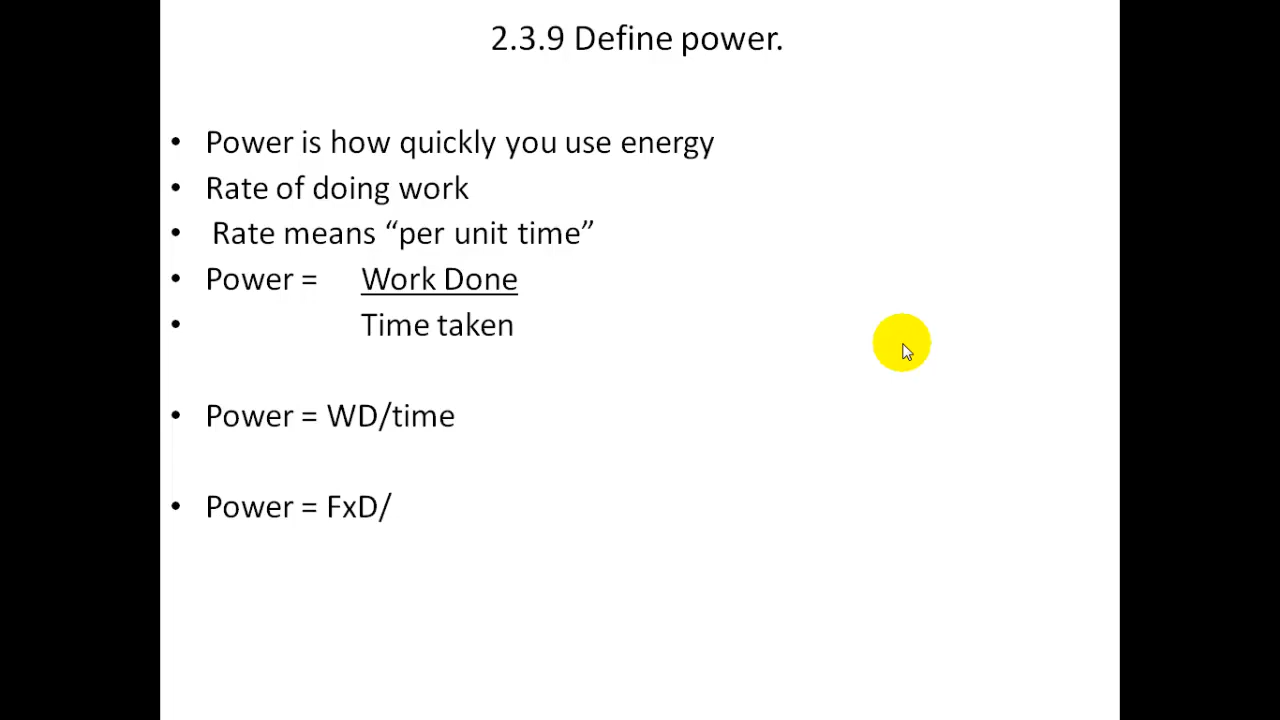 2.3.9 Define power.
• Power is how quickly you use energy
• Rate of doing work
• Rate means “per unit time”
• Power = Work Done
• Time taken
• Power = WD/time
• Power = FxD/